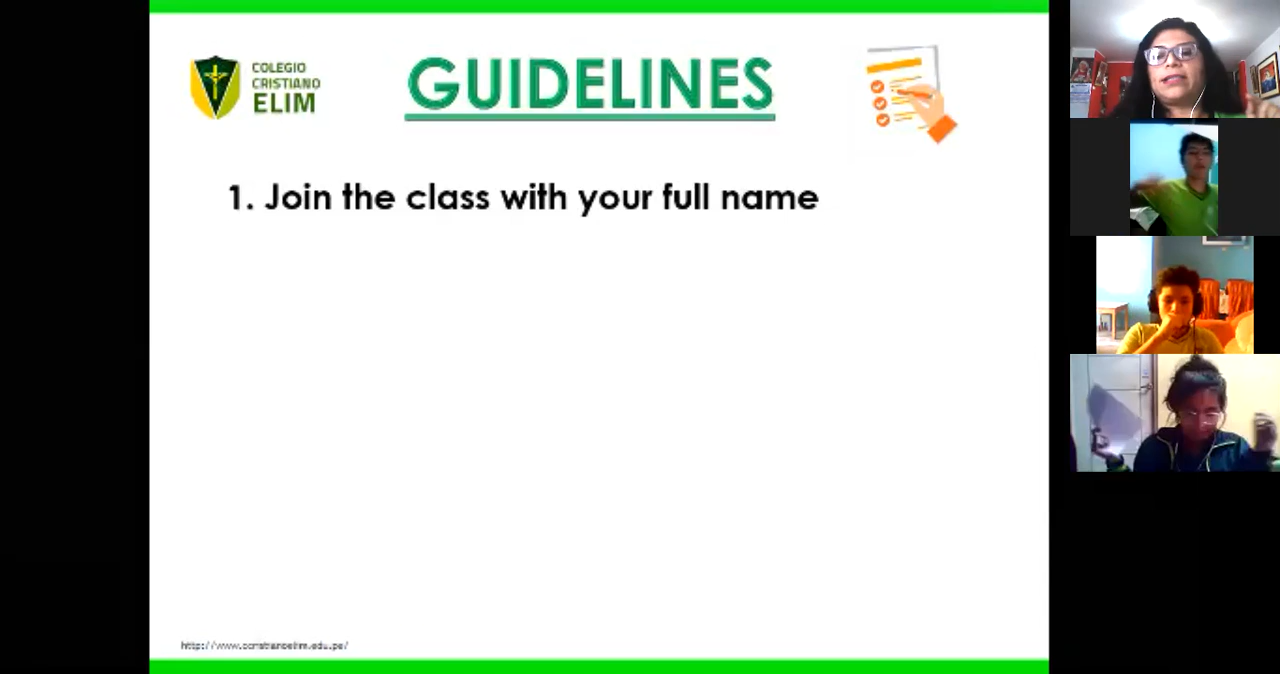 COLEGIO
CRISTIANO
ELIM
GUIDELINES
1. Join the class with your full name